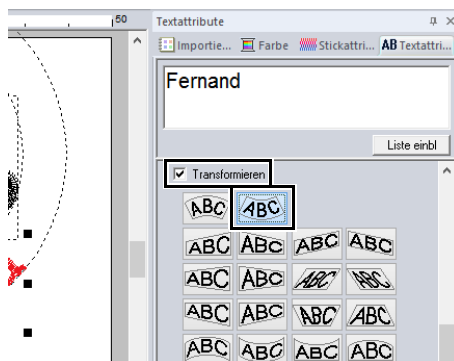 50
Textattribute
Importie... Farbe Stickattri... AB Textattri...
Fernand
Liste einbl
Transformieren
ABC ABC
ABC ABC ABC ABC
ABC ABC ABC ABC
ABC ABC ABC ABC
ABC ABC ABC ABC